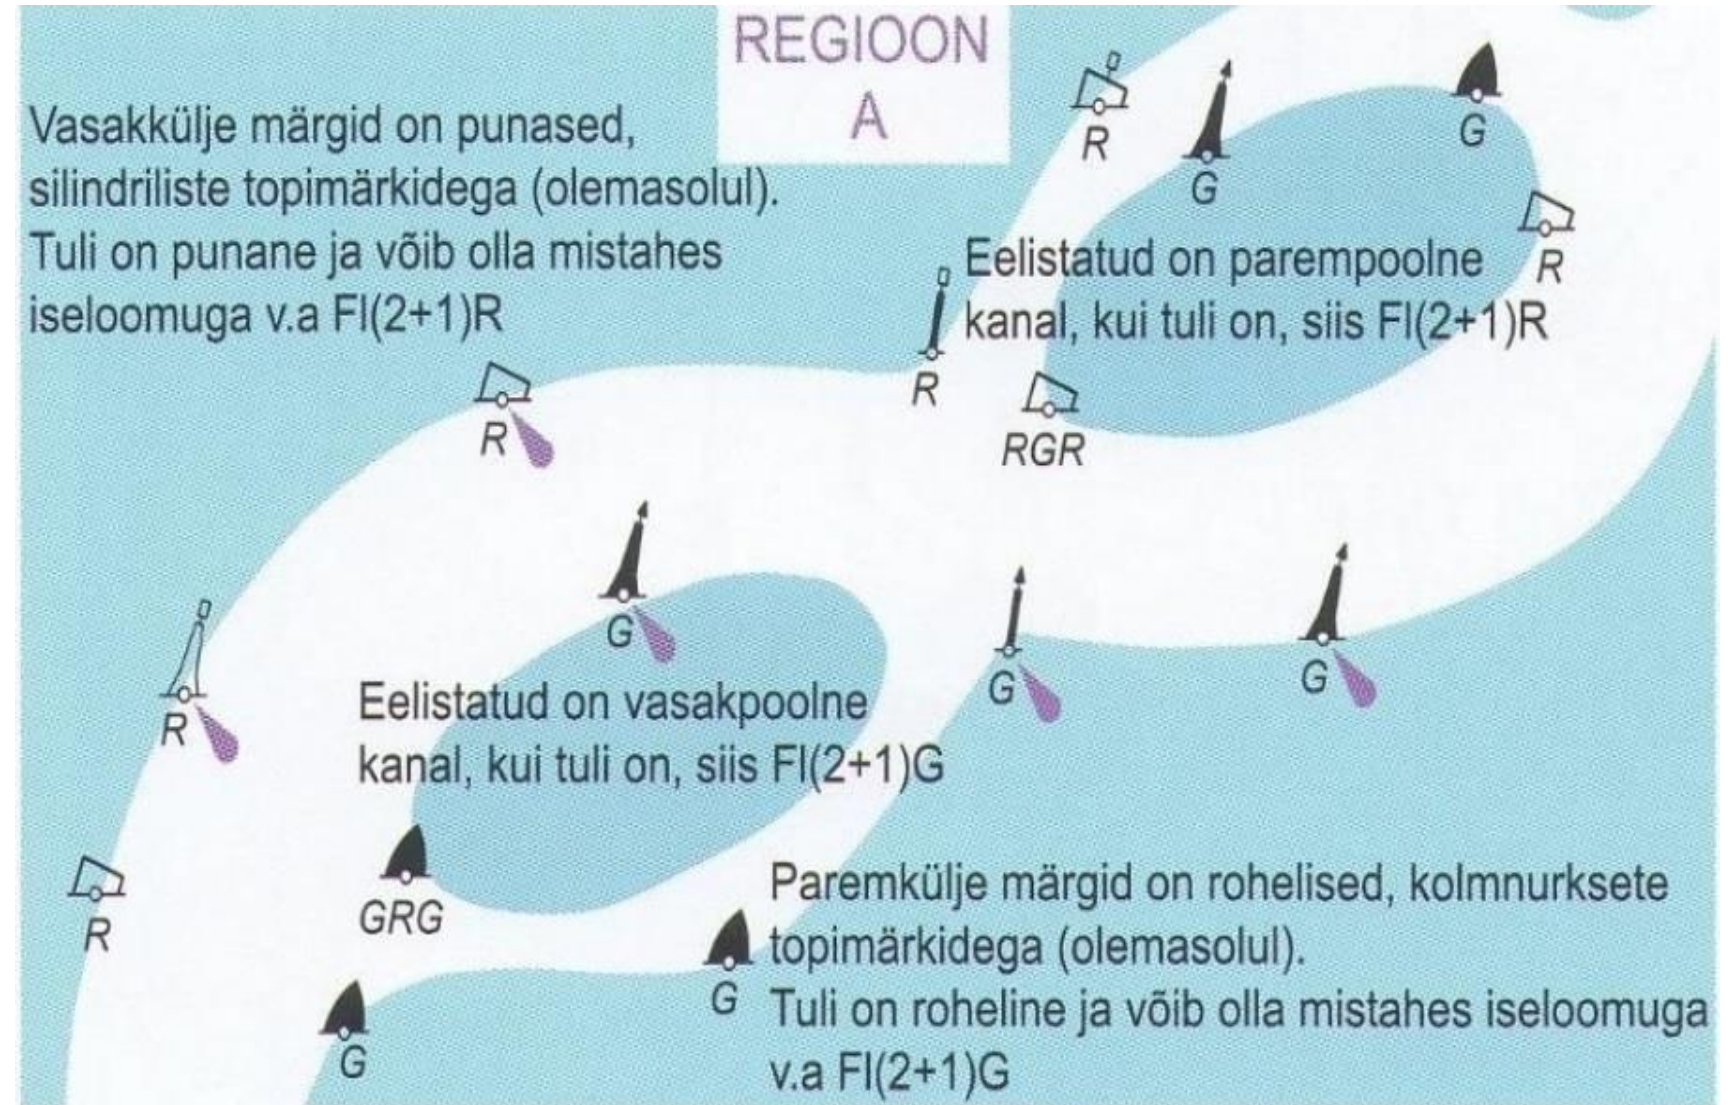 REGIOON
A
Vasakkülje märgid on punased,
silindriliste topimärkidega (olemasolul).
Tuli on punane ja võib olla mistahes
iseloomuga v.a Fl(2+1)R
R
G
G
R
Eelistatud on parempoolne
kanal, kui tuli on, siis Fl(2+1)R
R
RGR
R
G
R
G
G
Eelistatud on vasakpoolne
kanal, kui tuli on, siis Fl(2+1)G
R
GRG
G
G
Paremkülje märgid on rohelised, kolmnurksete
topimärkidega (olemasolul).
Tuli on roheline ja võib olla mistahes iseloomuga
v.a Fl(2+1)G